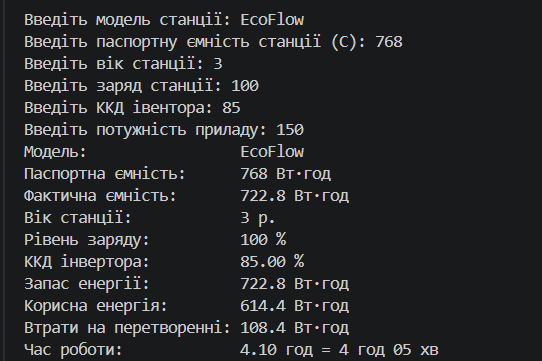 Введіть модель станції: EcoFlow
Введіть паспортну ємність станції (C): 768
Введіть вік станції: 3
Введіть заряд станції: 100
Введіть ККД івентора: 85
Введіть потужність приладу: 150
Модель: EcoFlow
Паспортна ємність: 768 Вт·год
Фактична ємність: 722.8 Вт·год
Вік станції: 3 р.
Рівень заряду: 100 %
ККД інвертора: 85.00 %
Запас енергії: 722.8 Вт·год
Корисна енергія: 614.4 Вт·год
Втрати на перетворенні: 108.4 Вт·год
Час роботи: 4.10 год = 4 год 05 хв